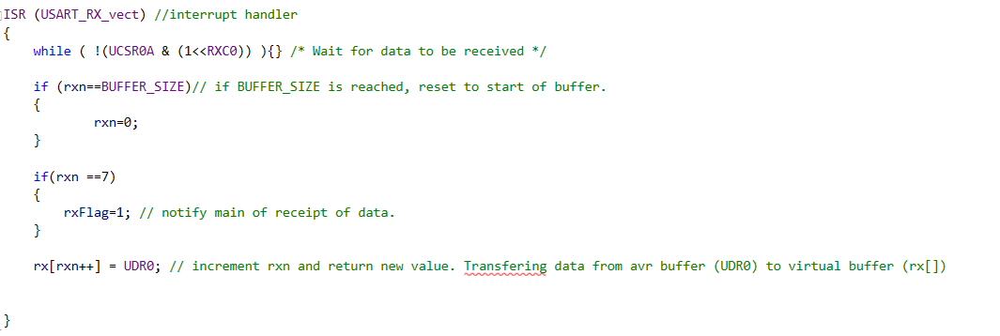 ISR (USART_RX_vect) //interrupt handler
{
while ( !(UCSR0A & (1<<RXC0)) ){} /* Wait for data to be received */
if (rxn==BUFFER_SIZE)// if BUFFER_SIZE is reached, reset to start of buffer.
{
rxn=0;
}
if(rxn ==7)
{
rxFlag=1; // notify main of receipt of data.
}
rx[rxn++] = UDR0; // increment rxn and return new value. Transfering data from avr buffer (UDR0) to virtual buffer (rx[])
}